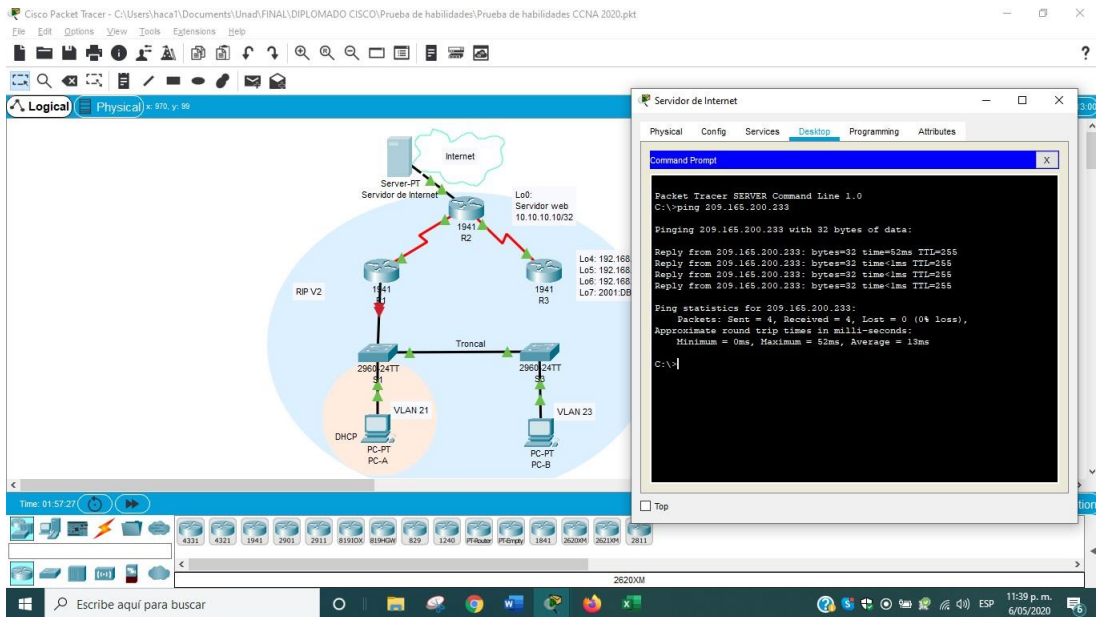 Cisco Packet Tracer - C:\Users\haca1\Documents\Unad\FINAL\DIPLOMADO CISCO\Prueba de habilidades\Prueba de habilidades CCNA 2020.pkt
File Edit Options View Tools Extensions Help
?
Logical Physical x: 970, y: 99
3:00
Internet
Server-PT
Servidor de Internet
Lo0:
Servidor web
10.10.10.10/32
1941
R2
Lo4: 192.168
Lo5: 192.168
Lo6: 192.168
Lo7: 2001:DB
1941
1941
R3
RIP V2
Troncal
2960-24TT
S1
2960-24TT
S3
VLAN 21
VLAN 23
DHCP
PC-PT
PC-A
PC-PT
PC-B
Servidor de Internet
Physical Config Services Desktop Programming Attributes
Command Prompt X
Packet Tracer SERVER Command Line 1.0
C:\>ping 209.165.200.233
Pinging 209.165.200.233 with 32 bytes of data:
Reply from 209.165.200.233: bytes=32 time=52ms TTL=255
Reply from 209.165.200.233: bytes=32 time<1ms TTL=255
Reply from 209.165.200.233: bytes=32 time<1ms TTL=255
Reply from 209.165.200.233: bytes=32 time<1ms TTL=255
Ping statistics for 209.165.200.233:
Packets: Sent = 4, Received = 4, Lost = 0 (0% loss),
Approximate round trip times in milli-seconds:
Minimum = 0ms, Maximum = 52ms, Average = 13ms
C:\>
Top
Time: 01:57:27
tion
4331 4321 1941 2901 2911 819IOX 819HGW 829 1240 PT-Router PT-Empty 1841 2620XM 2621XM 2811
2620XM
Escribe aquí para buscar
ESP
11:39 p. m.
6/05/2020